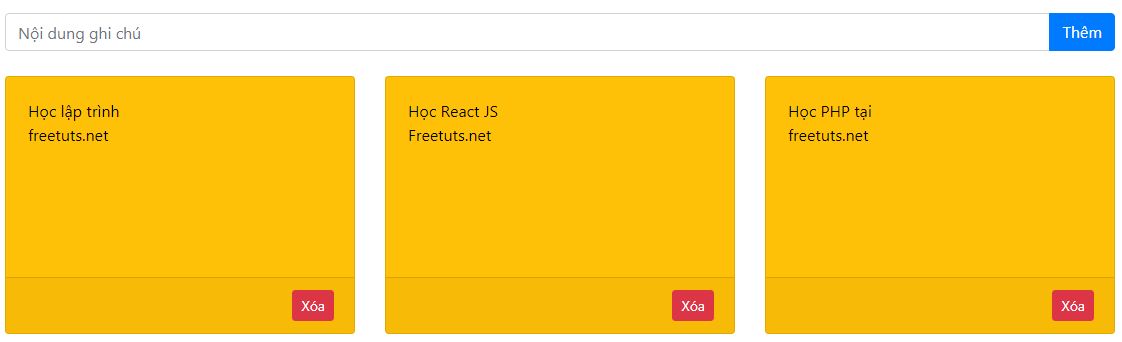 Nội dung ghi chú
Thêm
Học lập trình
freetuts.net
Học React JS
Freetuts.net
Học PHP tại
freetuts.net
Xóa
Xóa
Xóa